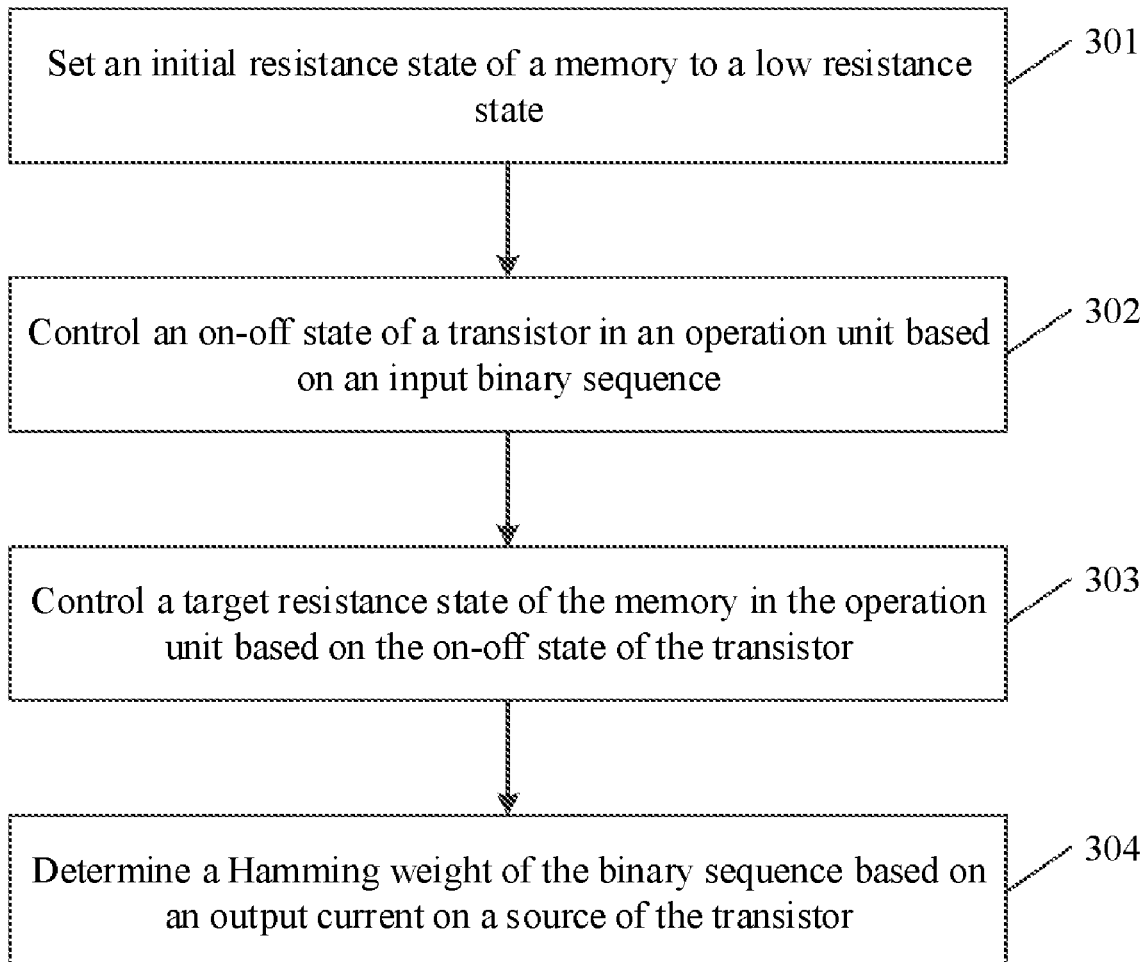 Set an initial resistance state of a memory to a low resistance
state
301
Control an on-off state of a transistor in an operation unit based
on an input binary sequence
302
Control a target resistance state of the memory in the operation
unit based on the on-off state of the transistor
303
Determine a Hamming weight of the binary sequence based on
an output current on a source of the transistor
304